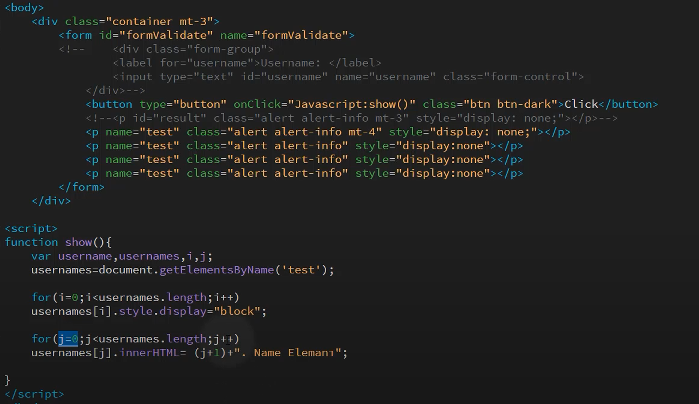 <body>
<div class="container mt-3">
<form id="formValidate" name="formValidate">
<!-- <div class="form-group">
<label for="username">Username: </label>
<input type="text" id="username" name="username" class="form-control">
</div>-->
<button type="button" onClick="Javascript:show()" class="btn btn-dark">Click</button>
<!--<p id="result" class="alert alert-info mt-3" style="display: none;"></p>-->
<p name="test" class="alert alert-info mt-4" style="display: none;"></p>
<p name="test" class="alert alert-info" style="display:none"></p>
<p name="test" class="alert alert-info" style="display:none"></p>
<p name="test" class="alert alert-info" style="display:none"></p>
</form>
</div>
<script>
function show(){
var username,usernames,i,j;
usernames=document.getElementsByName('test');
for(i=0;i<usernames.length;i++)
usernames[i].style.display="block";
for(j=0;j<usernames.length;j++)
usernames[j].innerHTML= (j+1)+". Name Elemanı";
}
</script>